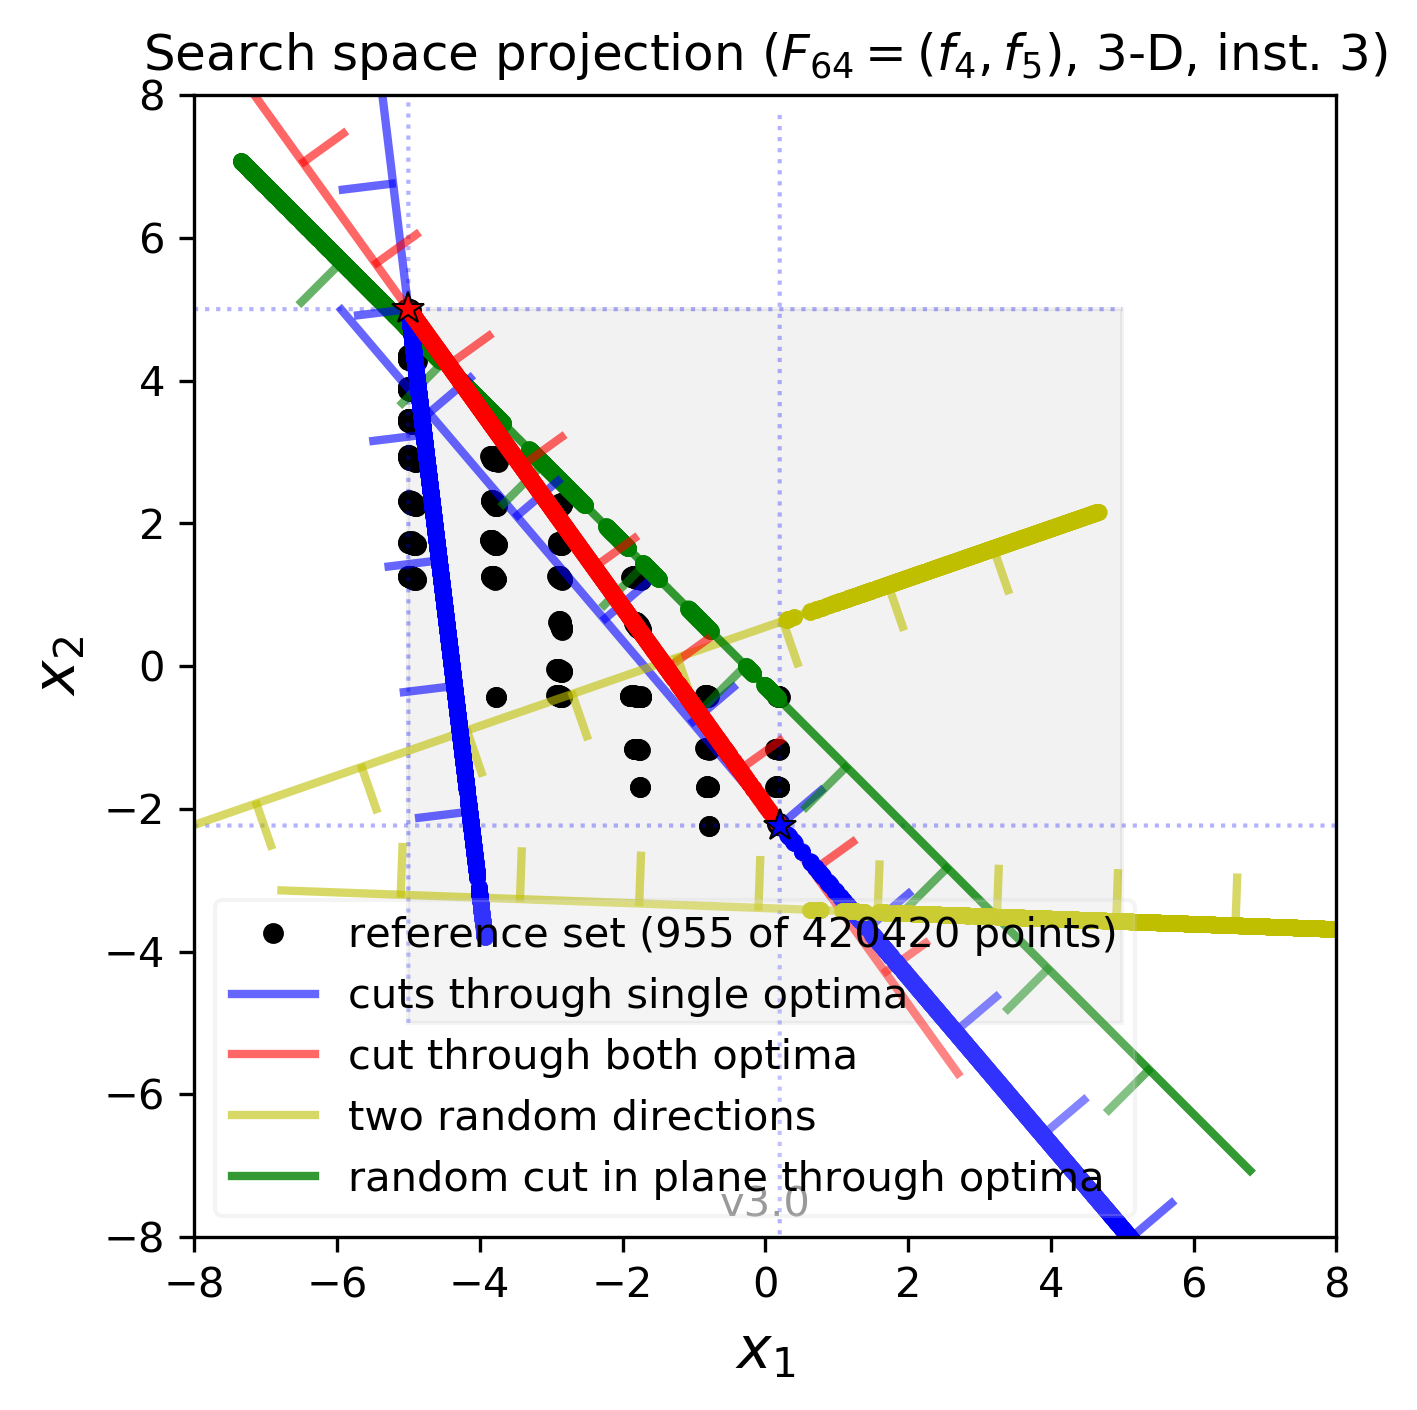 Search space projection (F64 = (f4, f5), 3-D, inst. 3)
8
6
4
2
0
−2
−4
−6
−8
x2
reference set (955 of 420420 points)
cuts through single optima
cut through both optima
two random directions
random cut in plane through optima
v3.0
−8 −6 −4 −2 0 2 4 6 8
x1